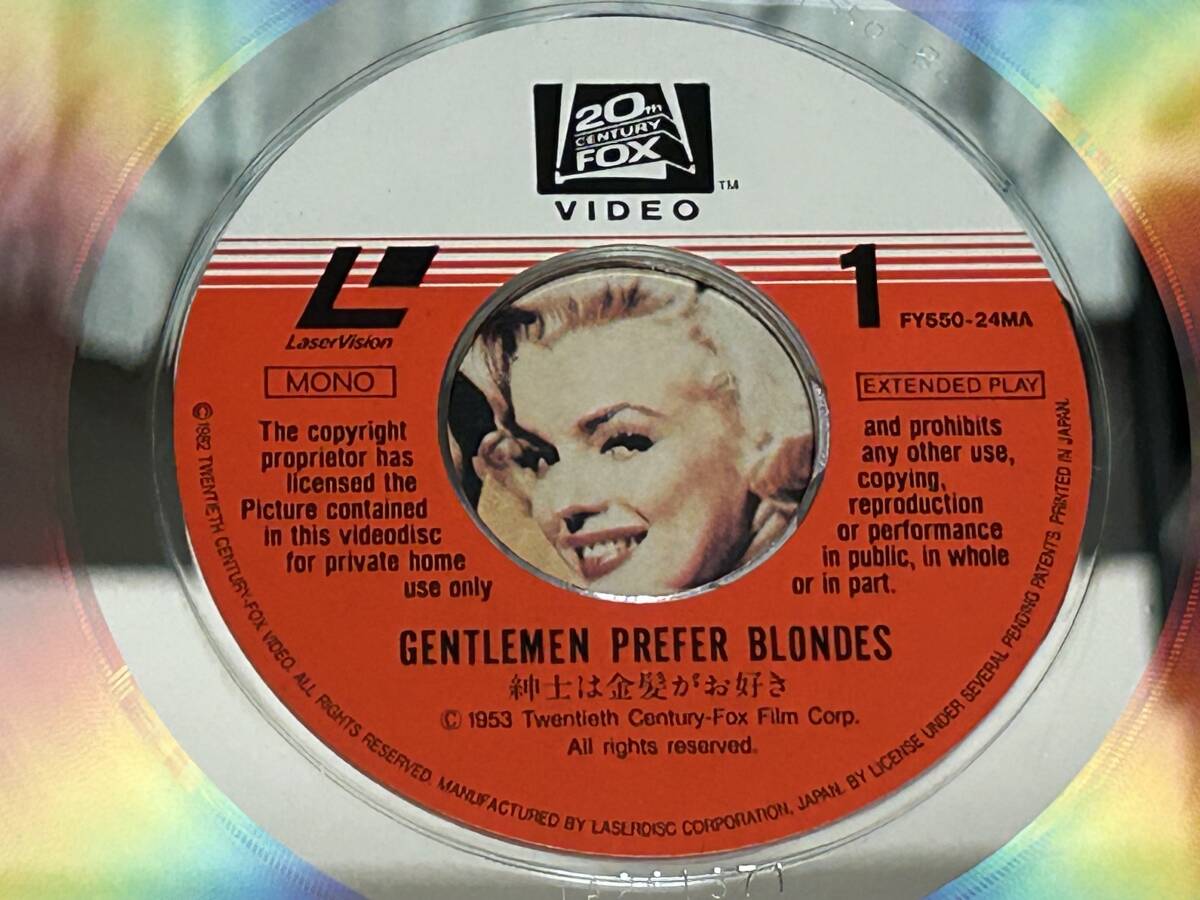 20th
CENTURY
FOX
TM
VIDEO
LaserVision
1
FY550-24MA
MONO
EXTENDED PLAY
The copyright
proprietor has
licensed the
Picture contained
in this videodisc
for private home
use only
and prohibits
any other use,
copying,
reproduction
or performance
in public, in whole
or in part.
GENTLEMEN PREFER BLONDES
紳士は金髪がお好き
© 1953 Twentieth Century-Fox Film Corp.
All rights reserved.
© 1982 TWENTIETH CENTURY-FOX VIDEO. ALL RIGHTS RESERVED. MANUFACTURED BY LASERDISC CORPORATION, JAPAN. BY LICENSE UNDER SEVERAL PENDING PATENTS. PRINTED IN JAPAN.